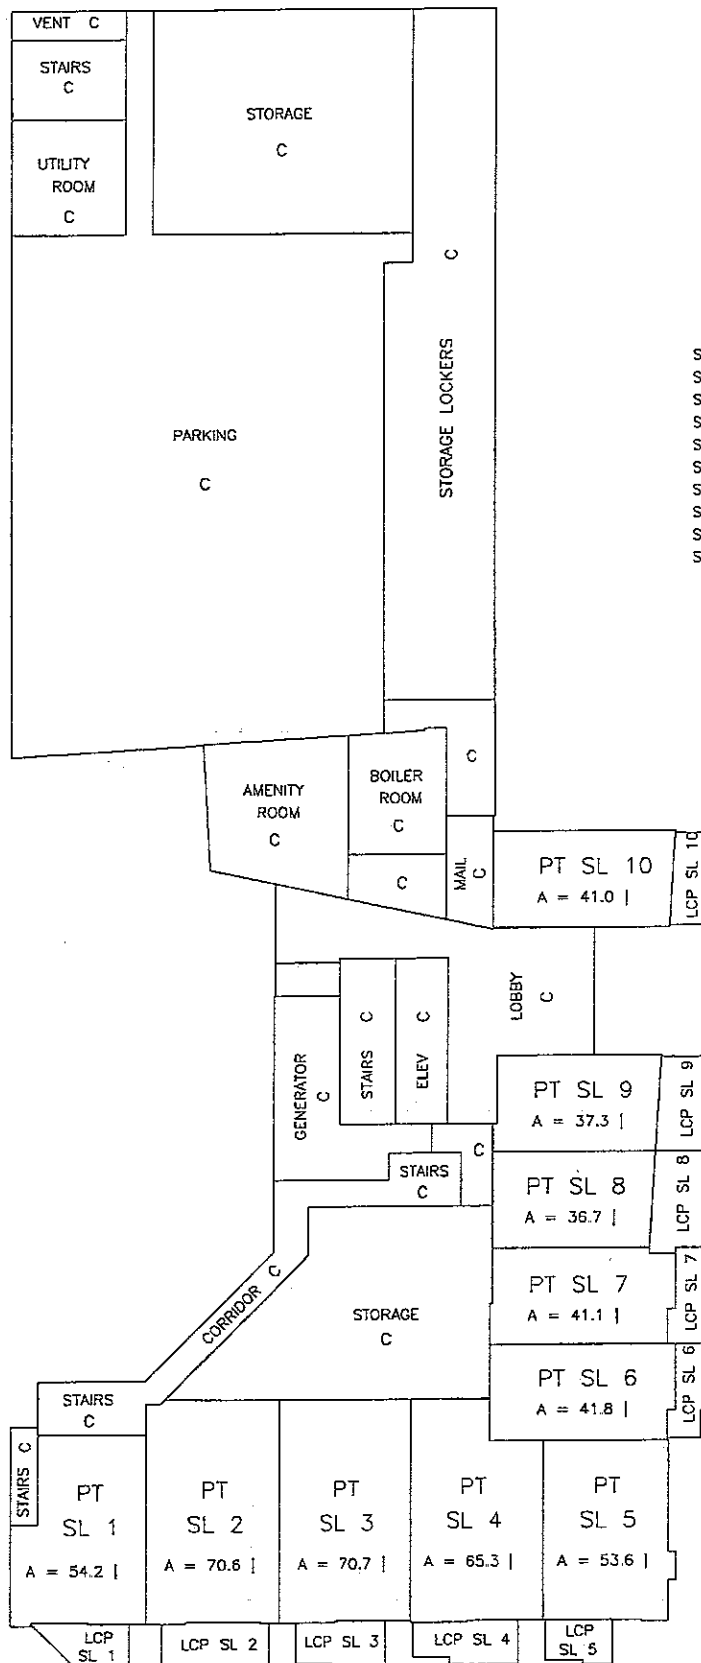 VENT C
STAIRS
C
UTILITY
ROOM
C
STORAGE
C
C
STORAGE LOCKERS
PARKING
C
S
S
S
S
S
S
S
S
S
S
C
AMENITY
ROOM
C
BOILER
ROOM
C
C
MAIL
C
PT SL 10
A = 41.0
LCP SL 10
LOBBY
C
GENERATOR
C
STAIRS C
ELEV C
PT SL 9
A = 37.3
LCP SL 9
C
STAIRS
C
PT SL 8
A = 36.7
LCP SL 8
PT SL 7
A = 41.1
LCP SL 7
CORRIDOR C
STORAGE
C
PT SL 6
A = 41.8
LCP SL 6
STAIRS
C
STAIRS C
PT
SL 1
A = 54.2
PT
SL 2
A = 70.6
PT
SL 3
A = 70.7
PT
SL 4
A = 65.3
PT
SL 5
A = 53.6
LCP
SL 1
LCP SL 2
LCP SL 3
LCP SL 4
LCP
SL 5